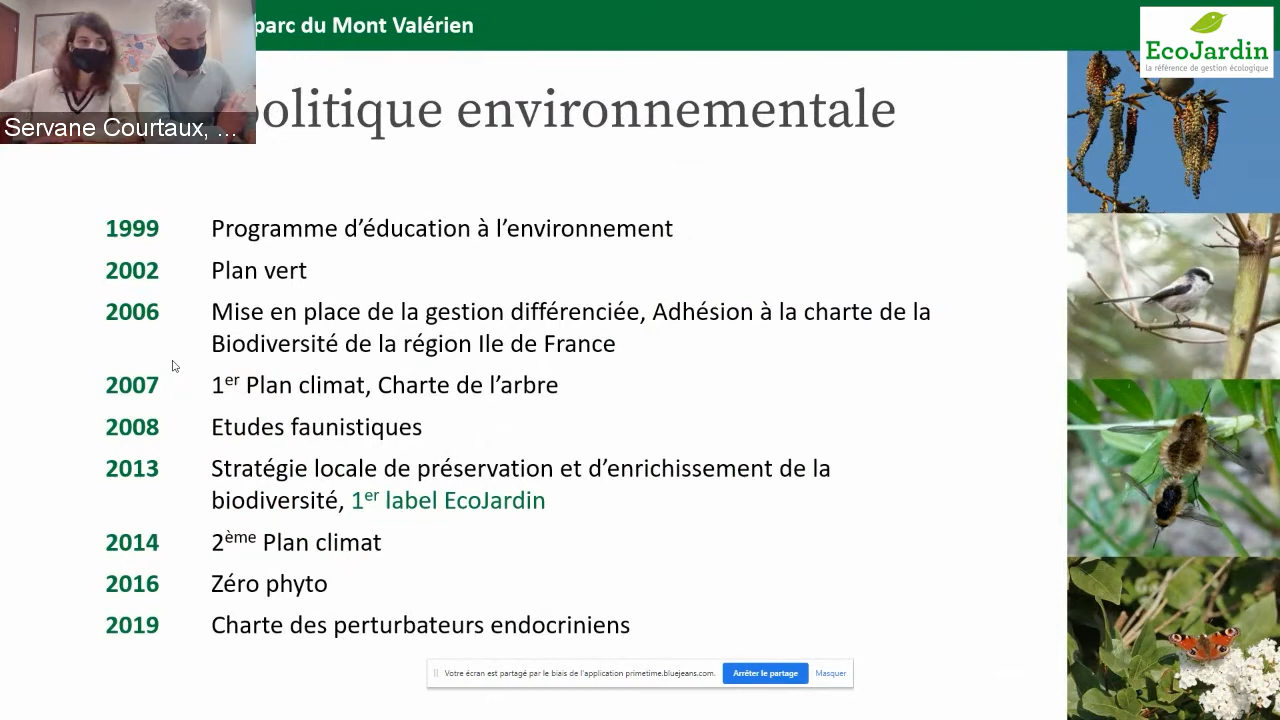 parc du Mont Valérien
EcoJardin
la référence de gestion écologique
Servane Courtaux, ...
politique environnementale
1999 Programme d’éducation à l’environnement
2002 Plan vert
2006 Mise en place de la gestion différenciée, Adhésion à la charte de la
Biodiversité de la région Ile de France
2007 1er Plan climat, Charte de l’arbre
2008 Etudes faunistiques
2013 Stratégie locale de préservation et d’enrichissement de la
biodiversité, 1er label EcoJardin
2014 2ème Plan climat
2016 Zéro phyto
2019 Charte des perturbateurs endocriniens
Votre écran est partagé par le biais de l'application primetime.bluejeans.com. Arrêter le partage Masquer